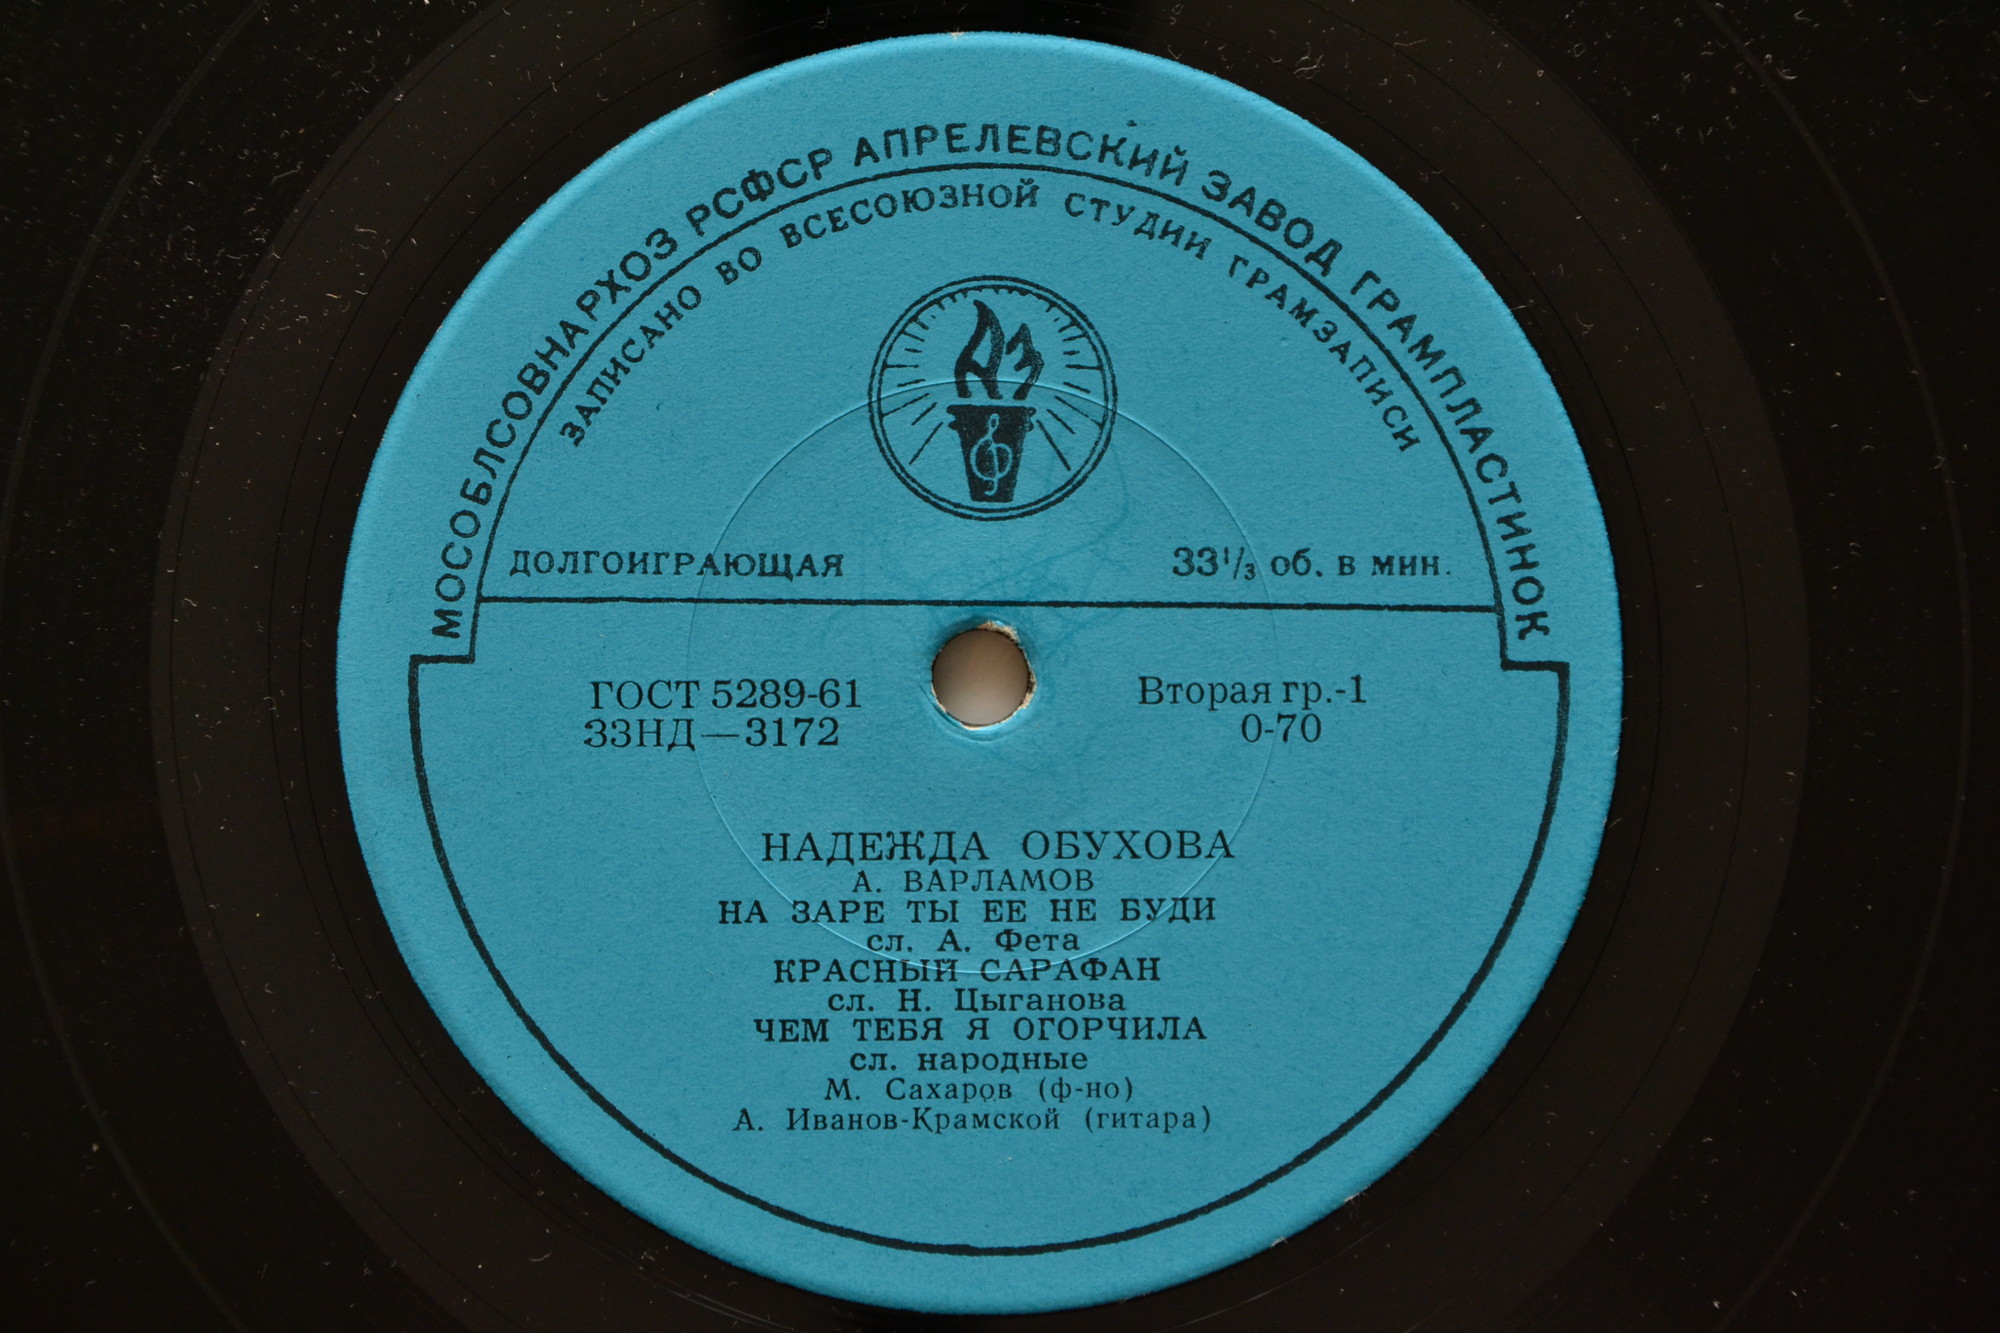 МОСОБЛСОВНАРХОЗ РСФСР АПРЕЛЕВСКИЙ ЗАВОД ГРАМПЛАСТИНОК
ЗАПИСАНО ВО ВСЕСОЮЗНОЙ СТУДИИ ГРАМЗАПИСИ
АЗ
ДОЛГОИГРАЮЩАЯ 33⅓ об. в мин.
ГОСТ 5289-61 Вторая гр.-1
33НД—3172 0-70
НАДЕЖДА ОБУХОВА
А. ВАРЛАМОВ
НА ЗАРЕ ТЫ ЕЕ НЕ БУДИ
сл. А. Фета
КРАСНЫЙ САРАФАН
сл. Н. Цыганова
ЧЕМ ТЕБЯ Я ОГОРЧИЛА
сл. народные
М. Сахаров (ф-но)
А. Иванов-Крамской (гитара)